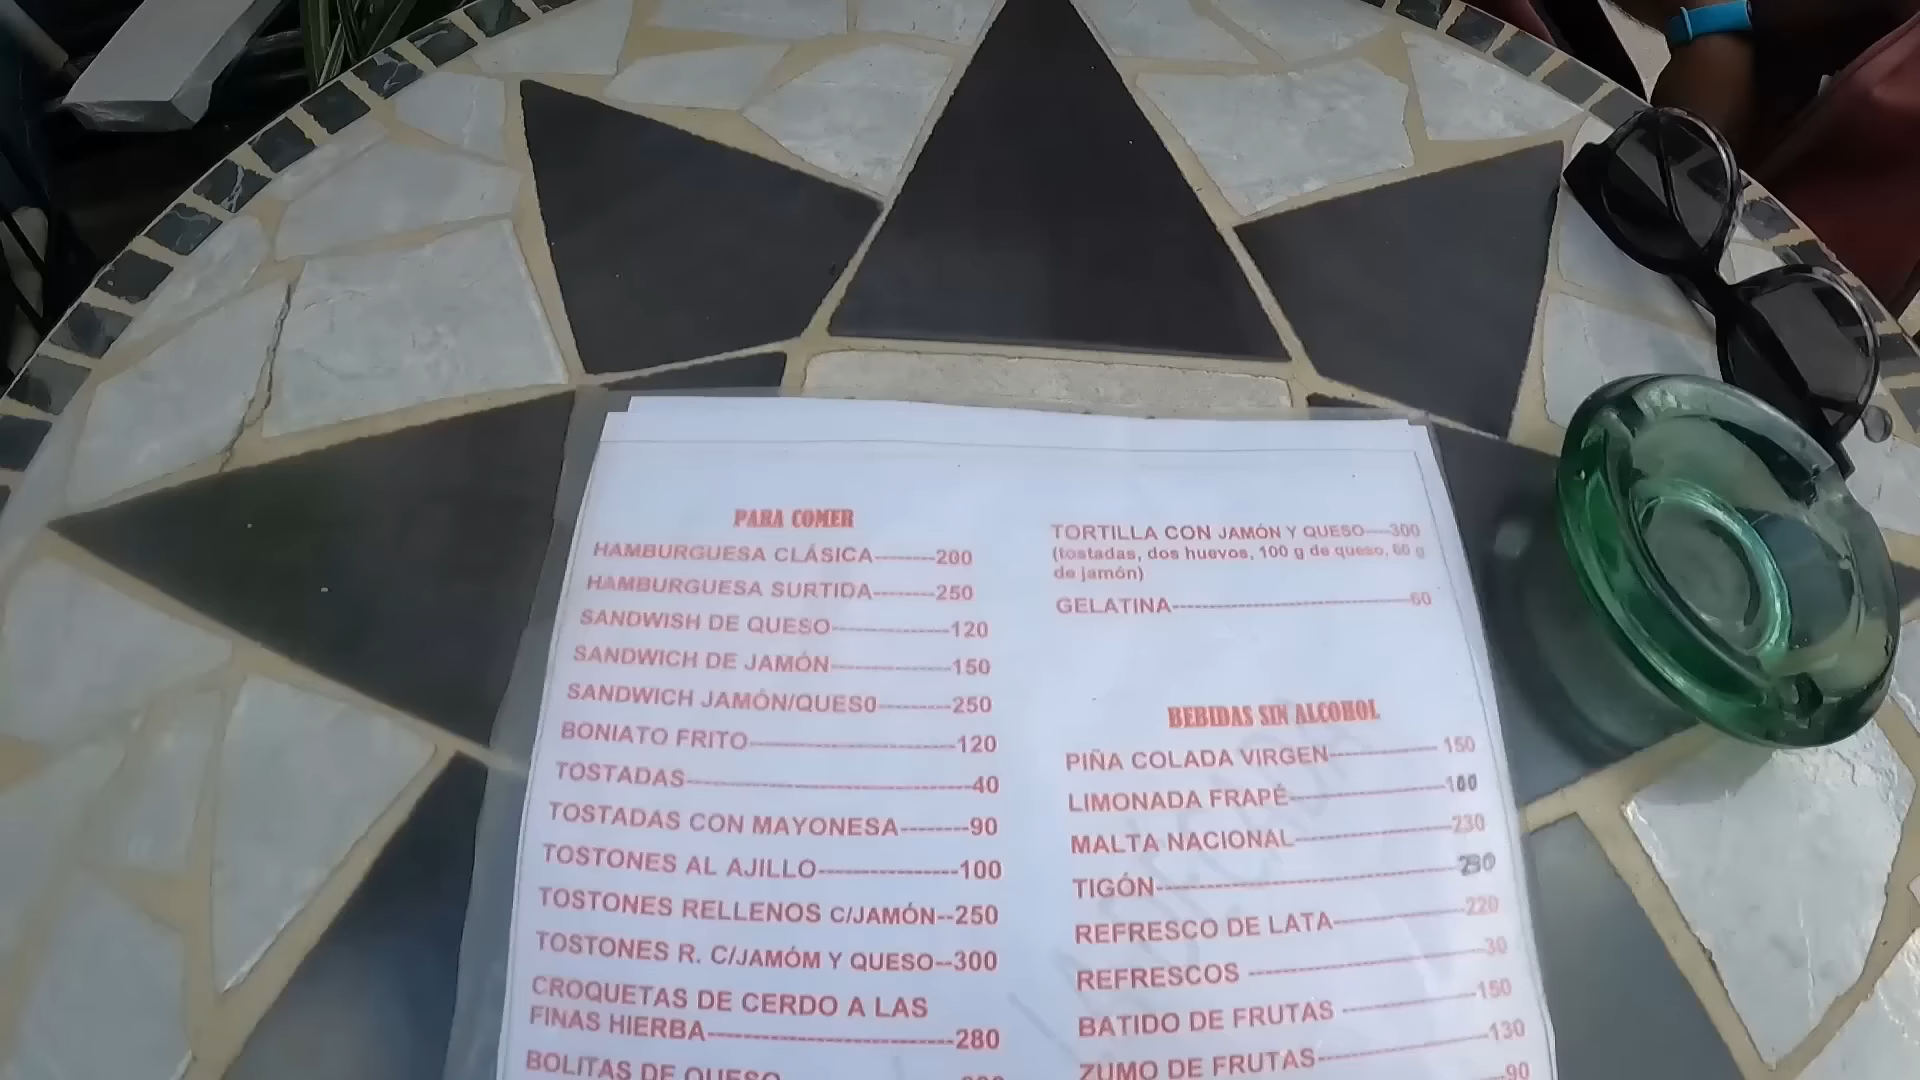 PARA COMER
HAMBURGUESA CLÁSICA--------200
HAMBURGUESA SURTIDA--------250
SANDWISH DE QUESO---------------120
SANDWICH DE JAMÓN---------------150
SANDWICH JAMÓN/QUES0---------250
BONIATO FRITO--------------------------120
TOSTADAS------------------------------------40
TOSTADAS CON MAYONESA--------90
TOSTONES AL AJILLO-----------------100
TOSTONES RELLENOS C/JAMÓN--250
TOSTONES R. C/JAMÓM Y QUESO--300
CROQUETAS DE CERDO A LAS
FINAS HIERBA------------------------------280
BOLITAS DE QUESO
TORTILLA CON JAMÓN Y QUESO----300
(tostadas, dos huevos, 100 g de queso, 60 g
de jamón)
GELATINA-------------------------------60
BEBIDAS SIN ALCOHOL
PIÑA COLADA VIRGEN-------------- 150
LIMONADA FRAPÉ--------------------
MALTA NACIONAL--------------------230
TIGÓN--------------------------------------
REFRESCO DE LATA-----------------220
REFRESCOS -----------------------------30
BATIDO DE FRUTAS ------------------150
ZUMO DE FRUTAS---------------------130
90